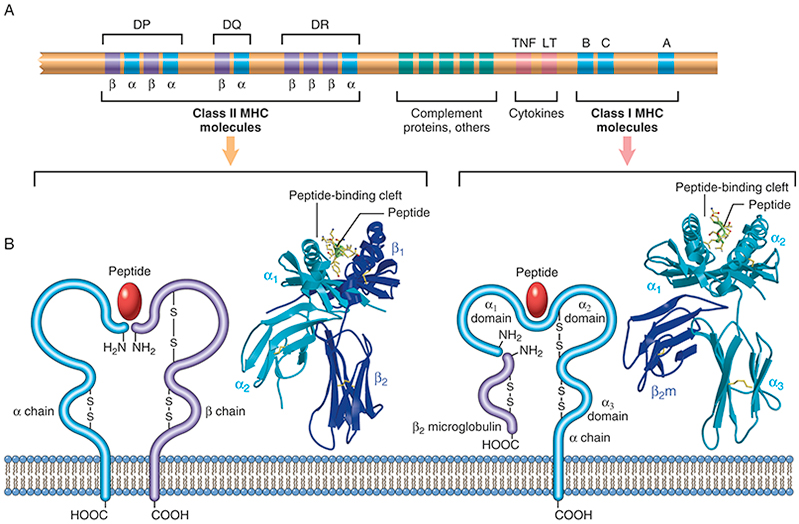 A
DP
DQ
DR
TNF LT
B C
A
β α β α
β α
β β β α
Class II MHC
molecules
Complement
proteins, others
Cytokines
Class I MHC
molecules
B
Peptide-binding cleft
Peptide
β1
α1
α2
β2
Peptide
H2N
NH2
S
S
S
S
S
S
α chain
β chain
HOOC
COOH
Peptide-binding cleft
Peptide
α2
α1
β2m
α3
Peptide
α1
domain
α2
domain
NH2
NH2
S
S
S
S
S
S
α3
domain
β2 microglobulin
HOOC
α chain
COOH